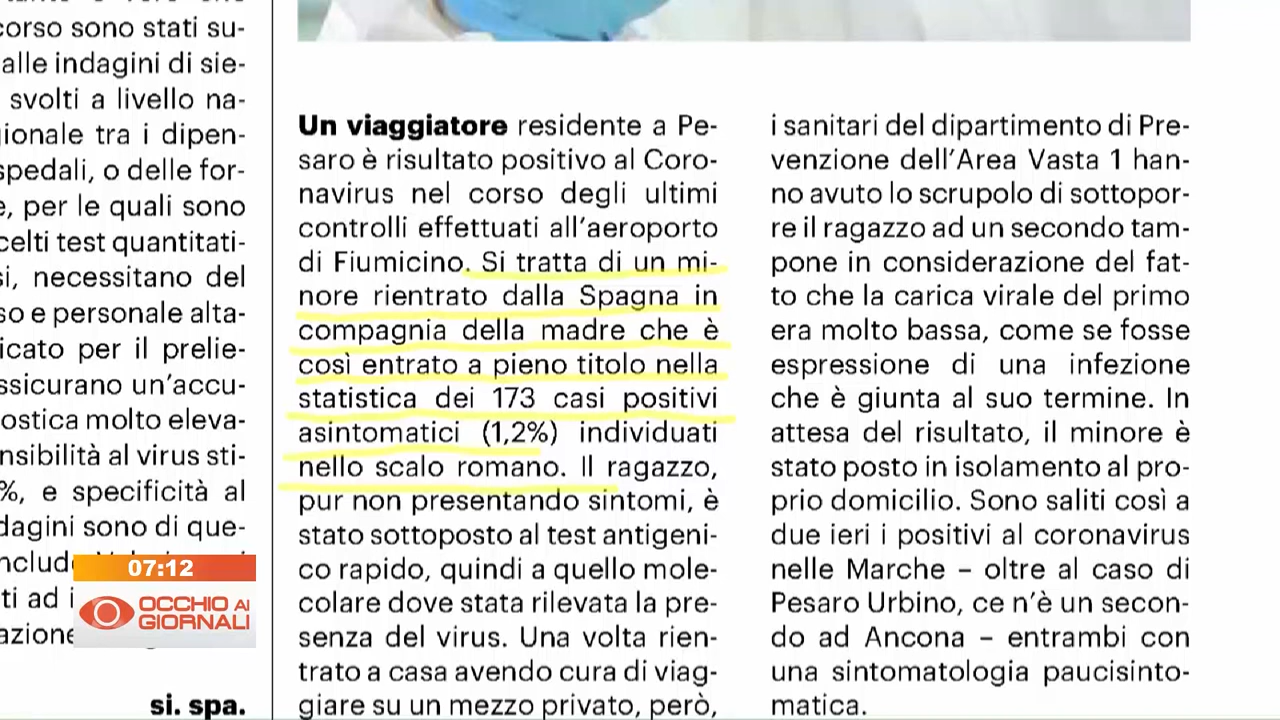 corso sono stati su-
alle indagini di sie-
svolti a livello na-
gionale tra i dipen-
spedali, o delle for-
e, per le quali sono
celti test quantitati-
si, necessitano del
so e personale alta-
icato per il prelie-
assicurano un'accu-
ostica molto eleva-
nsibilità al virus sti-
%, e specificità al
dagini sono di que-
nclud
ti ad i
azione
si. spa.
Un viaggiatore residente a Pe-
saro è risultato positivo al Coro-
navirus nel corso degli ultimi
controlli effettuati all'aeroporto
di Fiumicino. Si tratta di un mi-
nore rientrato dalla Spagna in
compagnia della madre che è
così entrato a pieno titolo nella
statistica dei 173 casi positivi
asintomatici (1,2%) individuati
nello scalo romano. Il ragazzo,
pur non presentando sintomi, è
stato sottoposto al test antigeni-
co rapido, quindi a quello mole-
colare dove stata rilevata la pre-
senza del virus. Una volta rien-
trato a casa avendo cura di viag-
giare su un mezzo privato, però,
i sanitari del dipartimento di Pre-
venzione dell'Area Vasta 1 han-
no avuto lo scrupolo di sottopor-
re il ragazzo ad un secondo tam-
pone in considerazione del fat-
to che la carica virale del primo
era molto bassa, come se fosse
espressione di una infezione
che è giunta al suo termine. In
attesa del risultato, il minore è
stato posto in isolamento al pro-
prio domicilio. Sono saliti così a
due ieri i positivi al coronavirus
nelle Marche – oltre al caso di
Pesaro Urbino, ce n'è un secon-
do ad Ancona – entrambi con
una sintomatologia paucisinto-
matica.
07:12
OCCHIO AI
GIORNALI